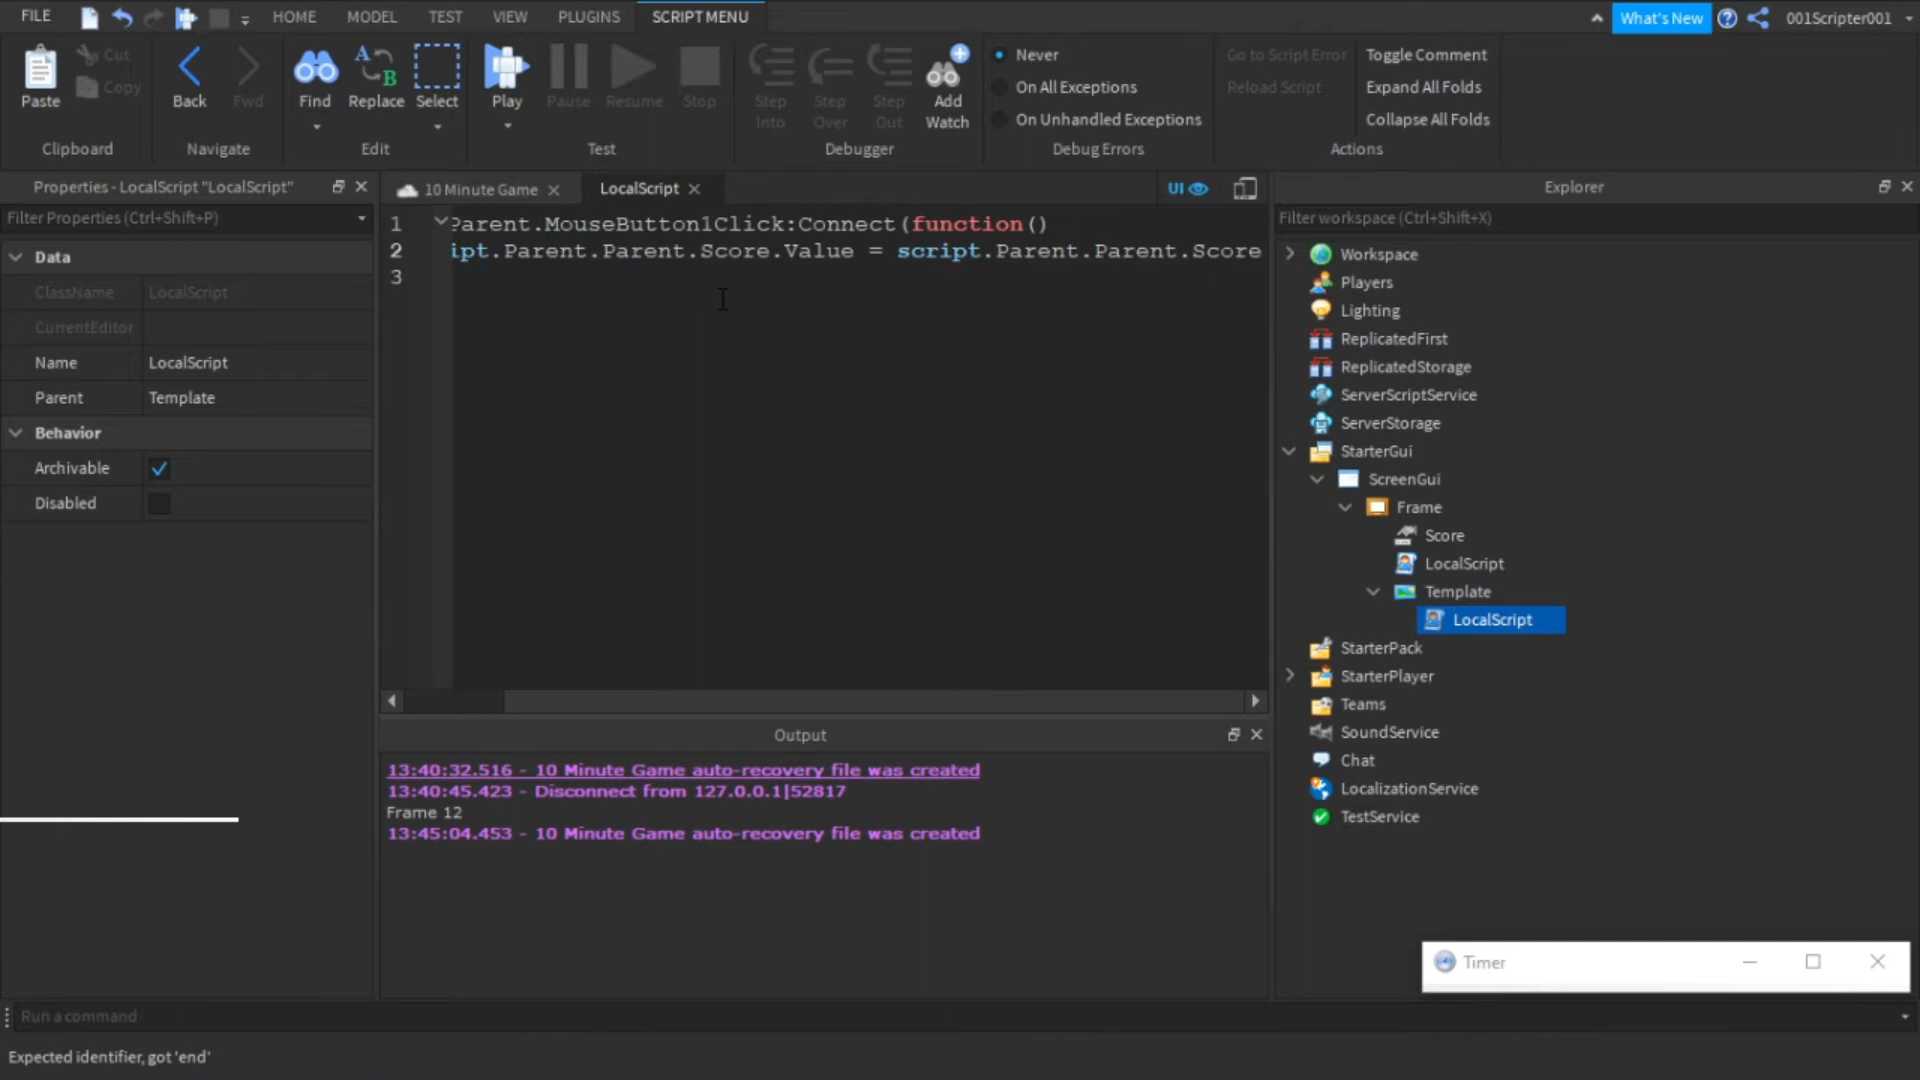 FILE HOME MODEL TEST VIEW PLUGINS SCRIPT MENU What's New 001Scripter001
Paste Cut Copy
Clipboard
Back Fwd
Navigate
Find Replace Select
A B
Edit
Play Pause Resume Stop
Test
Step Into Step Over Step Out Add Watch
Debugger
Never
On All Exceptions
On Unhandled Exceptions
Debug Errors
Go to Script Error
Reload Script
Toggle Comment
Expand All Folds
Collapse All Folds
Actions
Properties - LocalScript "LocalScript"
Filter Properties (Ctrl+Shift+P)
Data
ClassName LocalScript
CurrentEditor
Name LocalScript
Parent Template
Behavior
Archivable
Disabled
10 Minute Game LocalScript UI
1 Parent.MouseButton1Click:Connect(function()
2 ipt.Parent.Parent.Score.Value = script.Parent.Parent.Score
3
Output
13:40:32.516 - 10 Minute Game auto-recovery file was created
13:40:45.423 - Disconnect from 127.0.0.1|52817
Frame 12
13:45:04.453 - 10 Minute Game auto-recovery file was created
Explorer
Filter workspace (Ctrl+Shift+X)
Workspace
Players
Lighting
ReplicatedFirst
ReplicatedStorage
ServerScriptService
ServerStorage
StarterGui
ScreenGui
Frame
Score
LocalScript
Template
LocalScript
StarterPack
StarterPlayer
Teams
SoundService
Chat
LocalizationService
TestService
Timer
Run a command
Expected identifier, got 'end'